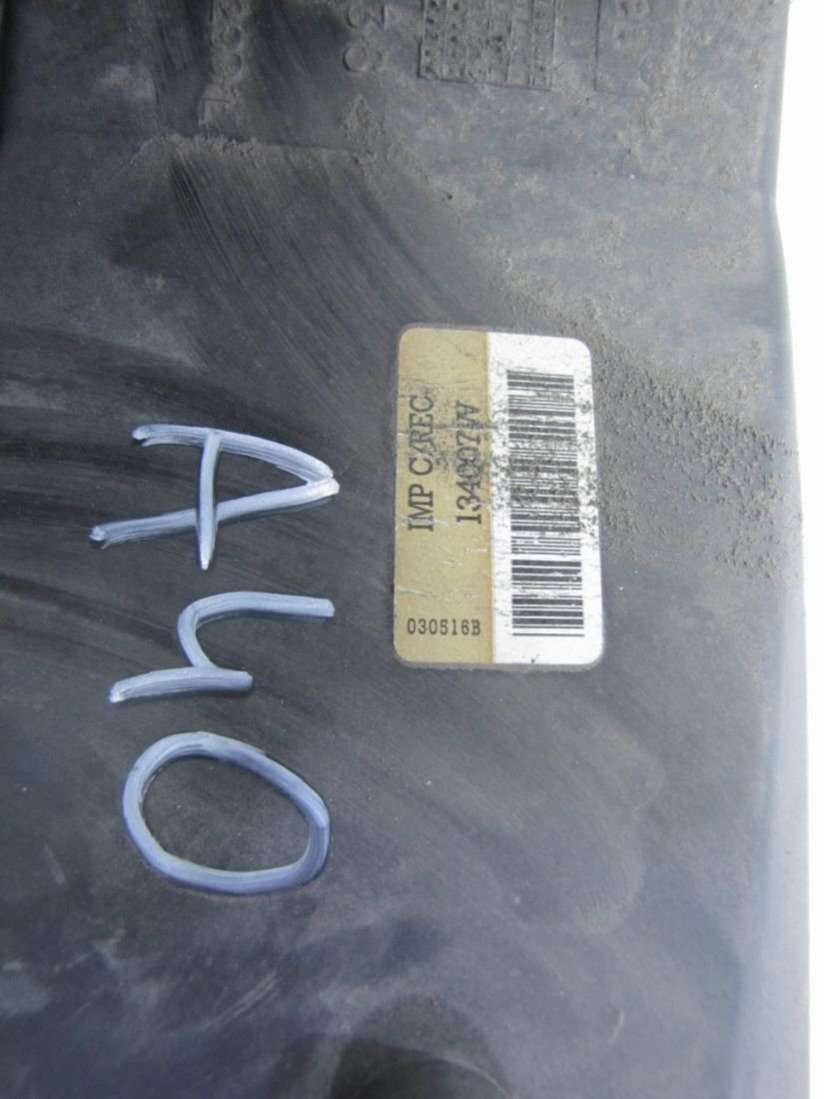 IMP C/REC.
134007W
030516B
A40